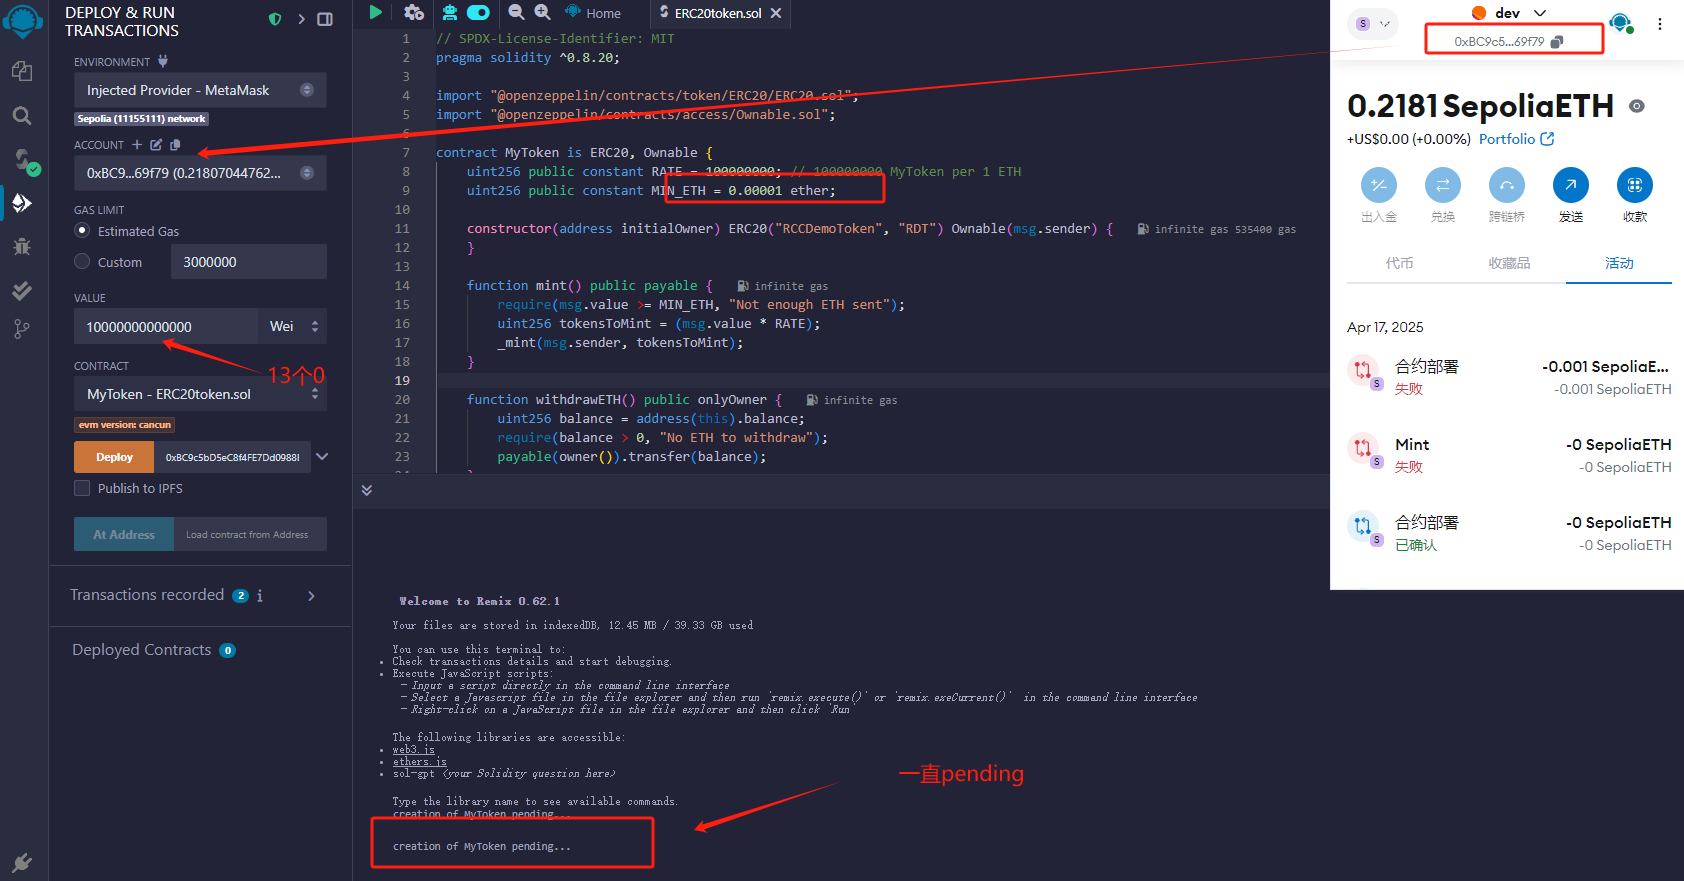 DEPLOY & RUN
TRANSACTIONS
ENVIRONMENT
Injected Provider - MetaMask
Sepolia (11155111) network
ACCOUNT
0xBC9...69f79 (0.21807044762...
GAS LIMIT
Estimated Gas
Custom
3000000
VALUE
10000000000000
Wei
13个0
CONTRACT
MyToken - ERC20token.sol
evm version: cancun
Deploy
0xBC9c5bD5eC8f4FE7Dd0988
Publish to IPFS
At Address
Load contract from Address
Transactions recorded 2 i
Deployed Contracts 0
Home
ERC20token.sol
1 // SPDX-License-Identifier: MIT
2 pragma solidity ^0.8.20;
3
4 import "@openzeppelin/contracts/token/ERC20/ERC20.sol";
5 import "@openzeppelin/contracts/access/Ownable.sol";
6
7 contract MyToken is ERC20, Ownable {
8 uint256 public constant RATE = 100000000; // 100000000 MyToken per 1 ETH
9 uint256 public constant MIN_ETH = 0.00001 ether;
10
11 constructor(address initialOwner) ERC20("RCCDemoToken", "RDT") Ownable(msg.sender) { infinite gas 535400 gas
12 }
13
14 function mint() public payable { infinite gas
15 require(msg.value >= MIN_ETH, "Not enough ETH sent");
16 uint256 tokensToMint = (msg.value * RATE);
17 _mint(msg.sender, tokensToMint);
18 }
19
20 function withdrawETH() public onlyOwner { infinite gas
21 uint256 balance = address(this).balance;
22 require(balance > 0, "No ETH to withdraw");
23 payable(owner()).transfer(balance);
Welcome to Remix 0.62.1
Your files are stored in indexedDB, 12.45 MB / 39.33 GB used
You can use this terminal to:
• Check transactions details and start debugging.
• Execute JavaScript scripts:
- Input a script directly in the command line interface
- Select a Javascript file in the file explorer and then run `remix.execute()` or `remix.exeCurrent()` in the command line interface
- Right-click on a JavaScript file in the file explorer and then click `Run`
The following libraries are accessible:
• web3.js
• ethers.js
• sol-gpt <your Solidity question here>
Type the library name to see available commands.
creation of MyToken pending...
creation of MyToken pending...
一直pending
S
dev
0xBC9c5...69f79
0.2181 SepoliaETH
+US$0.00 (+0.00%) Portfolio
出入金
兑换
跨链桥
发送
收款
代币
收藏品
活动
Apr 17, 2025
合约部署
-0.001 SepoliaE...
S
失败
-0.001 SepoliaETH
Mint
-0 SepoliaETH
S
失败
-0 SepoliaETH
合约部署
-0 SepoliaETH
S
已确认
-0 SepoliaETH